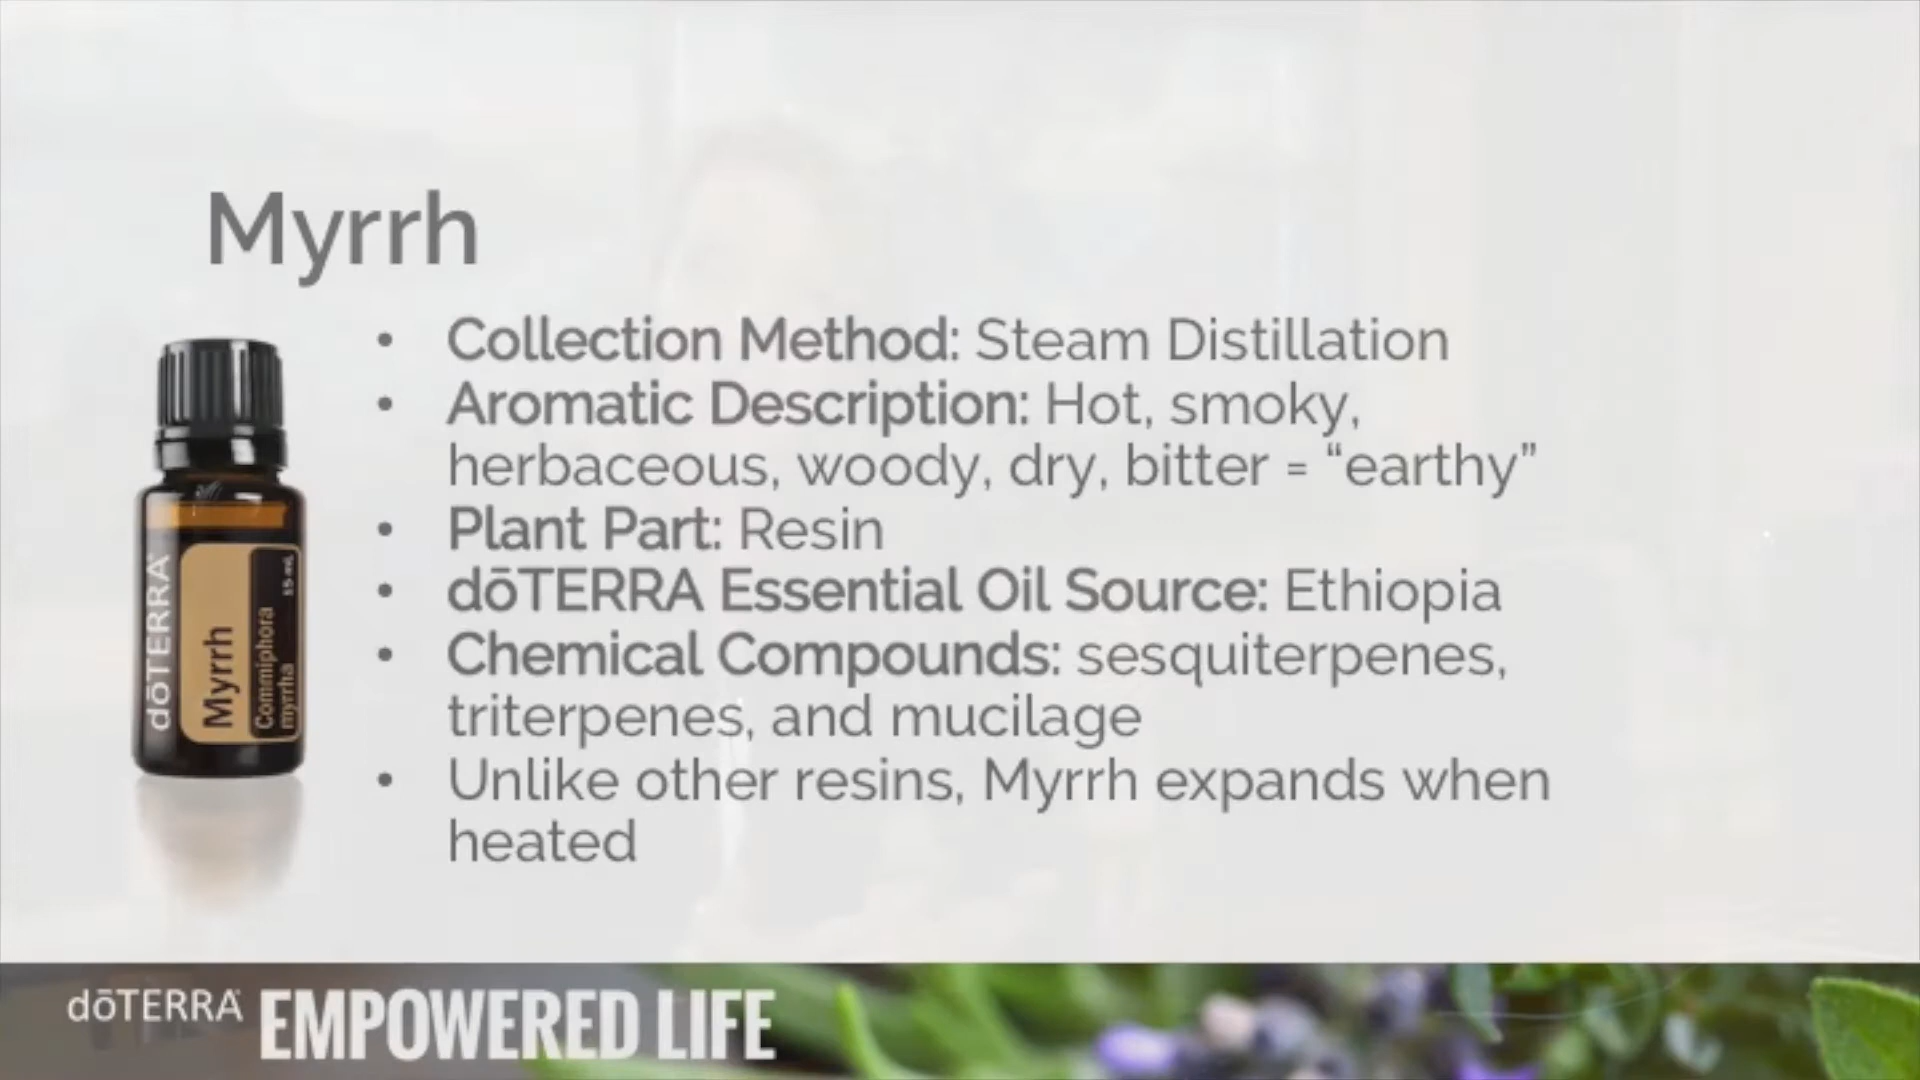 Myrrh
• Collection Method: Steam Distillation
• Aromatic Description: Hot, smoky,
herbaceous, woody, dry, bitter = “earthy”
• Plant Part: Resin
• dōTERRA Essential Oil Source: Ethiopia
• Chemical Compounds: sesquiterpenes,
triterpenes, and mucilage
• Unlike other resins, Myrrh expands when
heated
dōTERRA
Myrrh
Commiphora
myrrha
15 mL
dōTERRA EMPOWERED LIFE